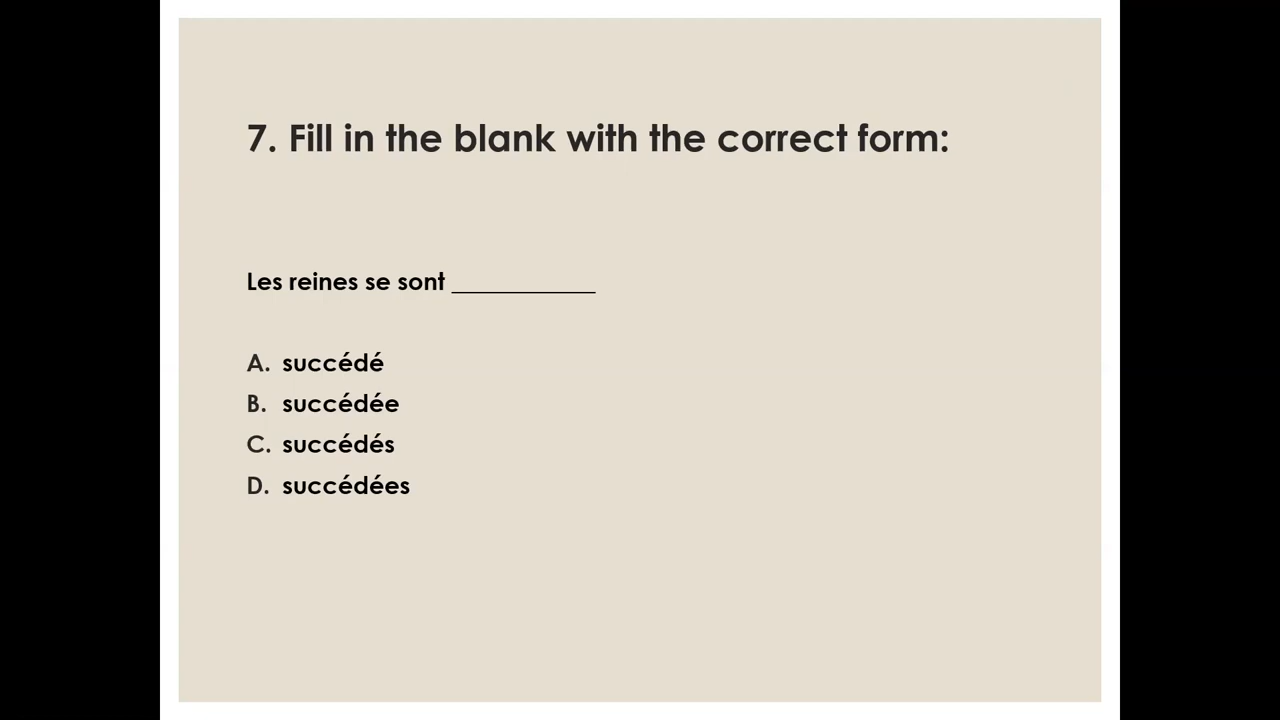 7. Fill in the blank with the correct form:
Les reines se sont ___________
A. succédé
B. succédée
C. succédés
D. succédées